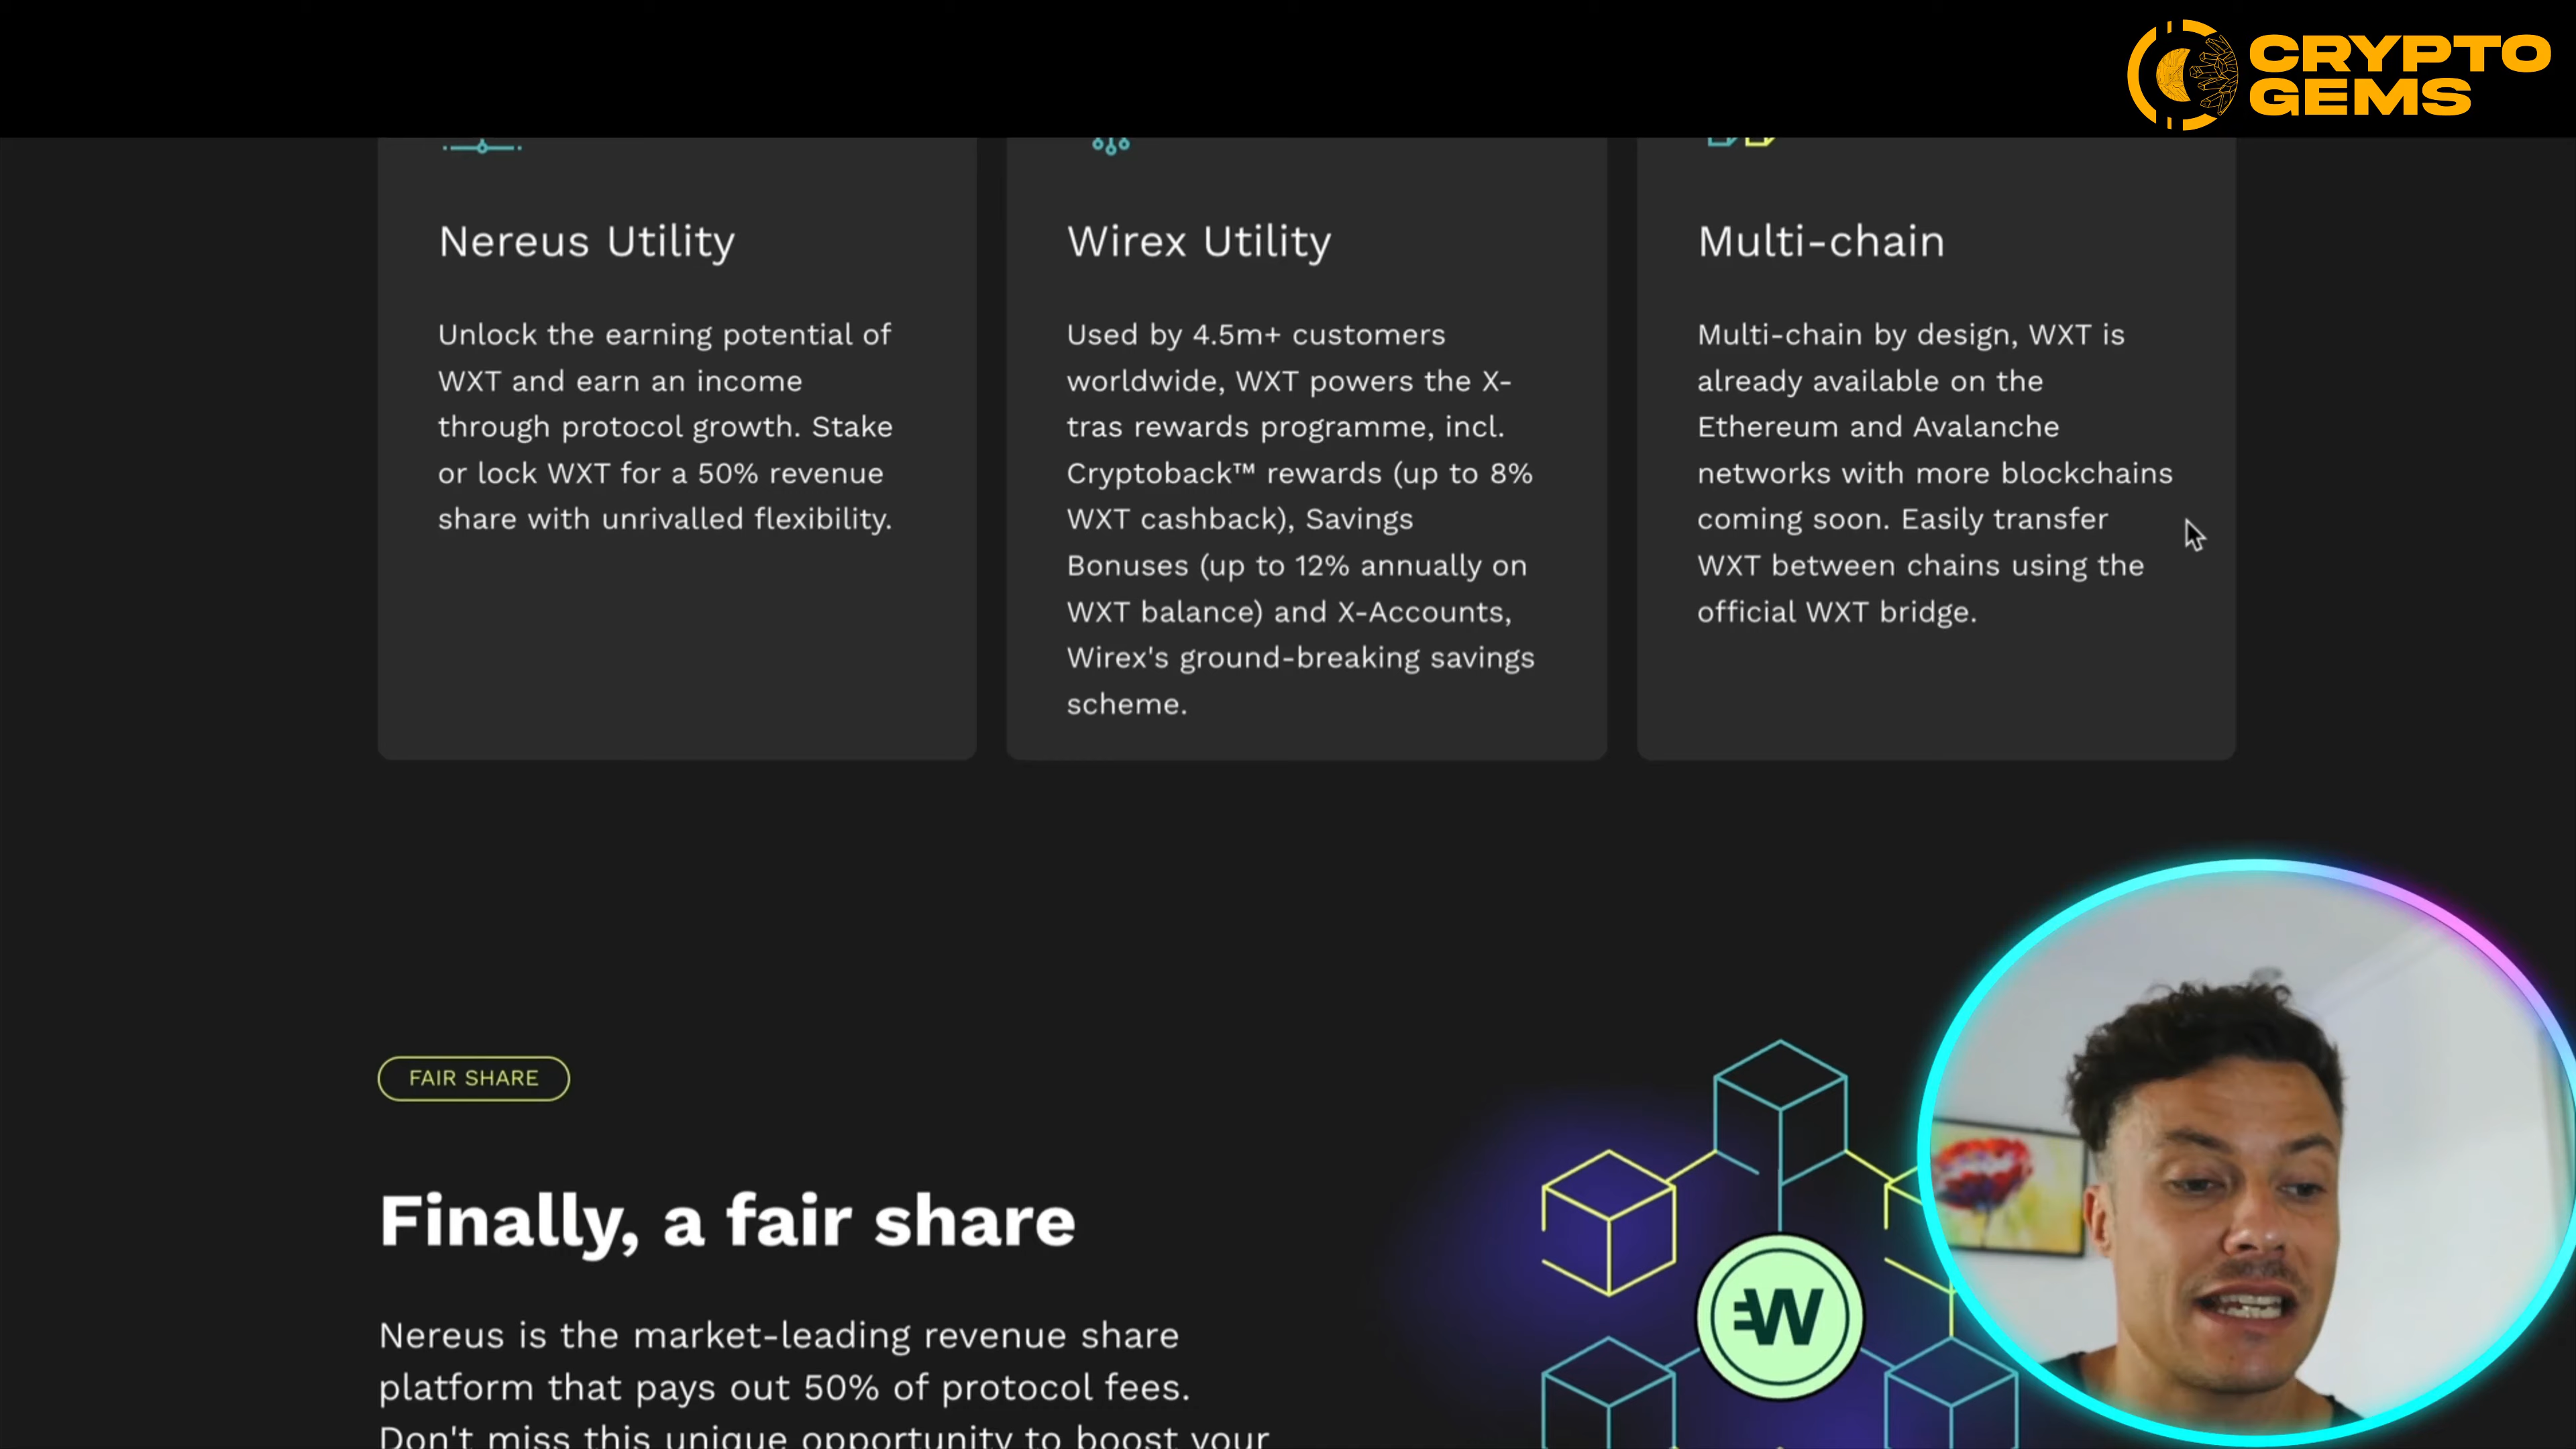 CRYPTO
GEMS
Nereus Utility
Unlock the earning potential of
WXT and earn an income
through protocol growth. Stake
or lock WXT for a 50% revenue
share with unrivalled flexibility.
Wirex Utility
Used by 4.5m+ customers
worldwide, WXT powers the X-
tras rewards programme, incl.
Cryptoback™ rewards (up to 8%
WXT cashback), Savings
Bonuses (up to 12% annually on
WXT balance) and X-Accounts,
Wirex's ground-breaking savings
scheme.
Multi-chain
Multi-chain by design, WXT is
already available on the
Ethereum and Avalanche
networks with more blockchains
coming soon. Easily transfer
WXT between chains using the
official WXT bridge.
FAIR SHARE
Finally, a fair share
Nereus is the market-leading revenue share
platform that pays out 50% of protocol fees.
Don't miss this unique opportunity to boost your
W